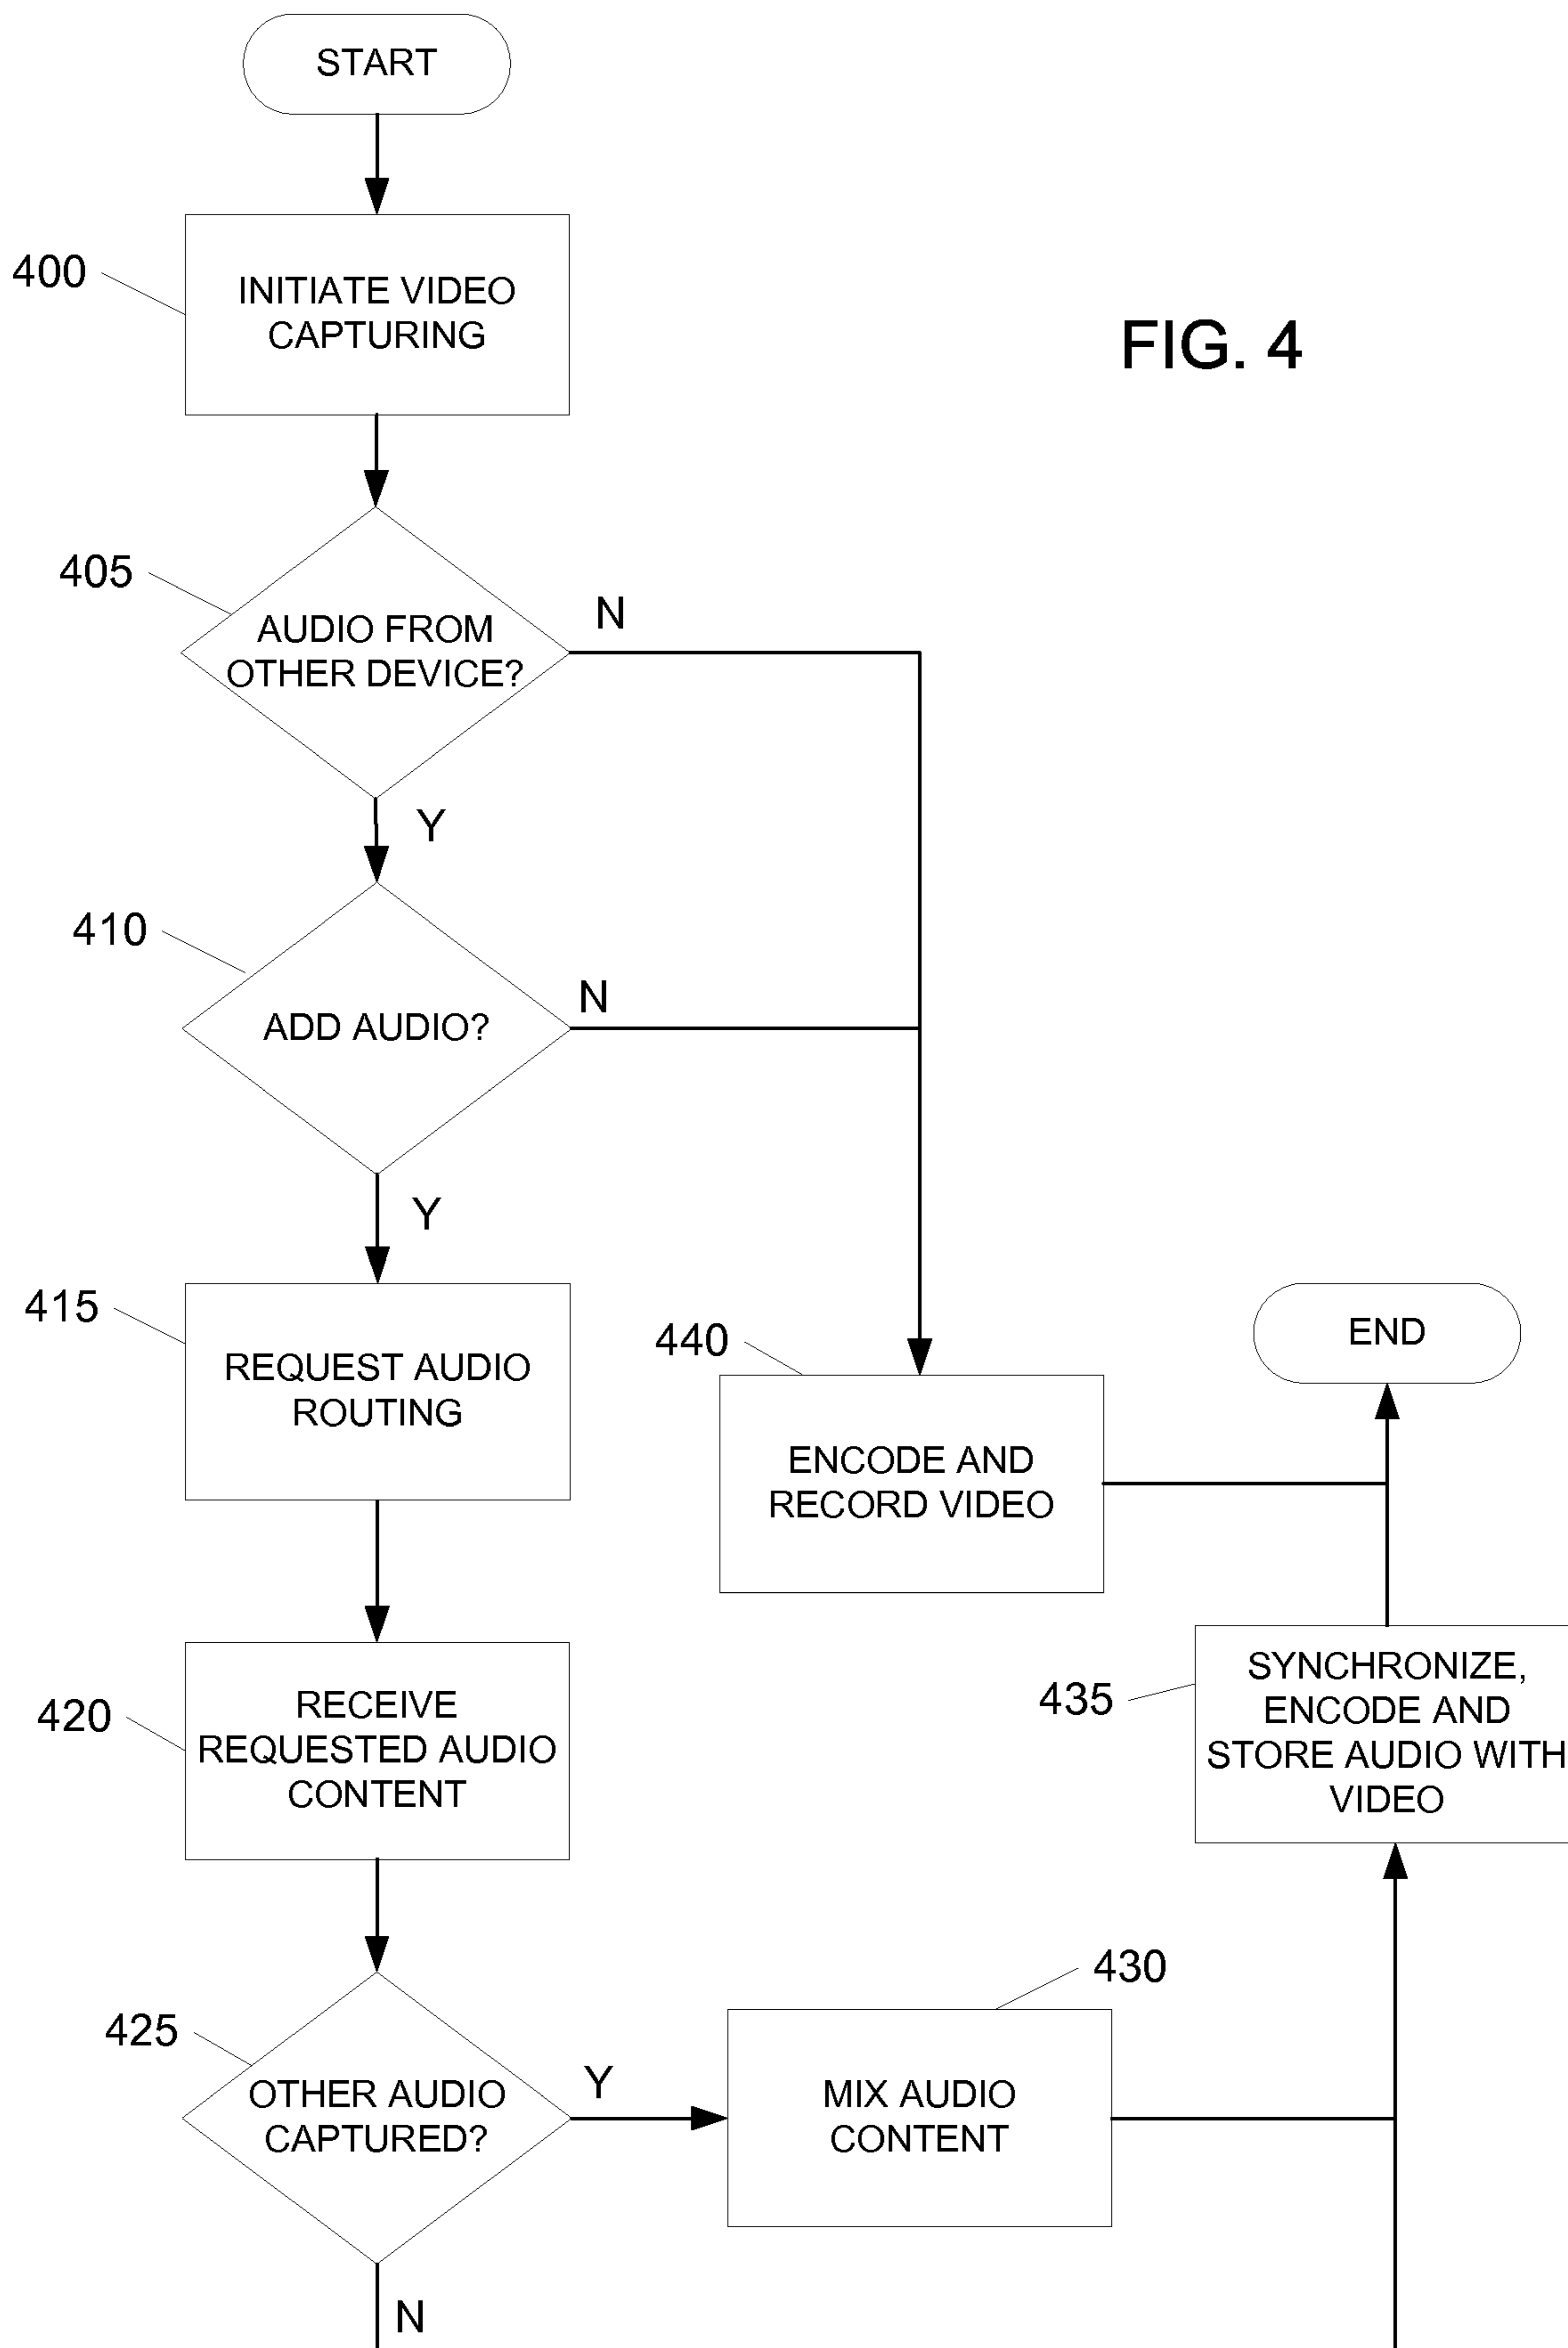 START
400
INITIATE VIDEO
CAPTURING
FIG. 4
405
AUDIO FROM
OTHER DEVICE?
N
Y
410
ADD AUDIO?
N
Y
415
REQUEST AUDIO
ROUTING
440
ENCODE AND
RECORD VIDEO
END
420
RECEIVE
REQUESTED AUDIO
CONTENT
435
SYNCHRONIZE,
ENCODE AND
STORE AUDIO WITH
VIDEO
425
OTHER AUDIO
CAPTURED?
Y
430
MIX AUDIO
CONTENT
N